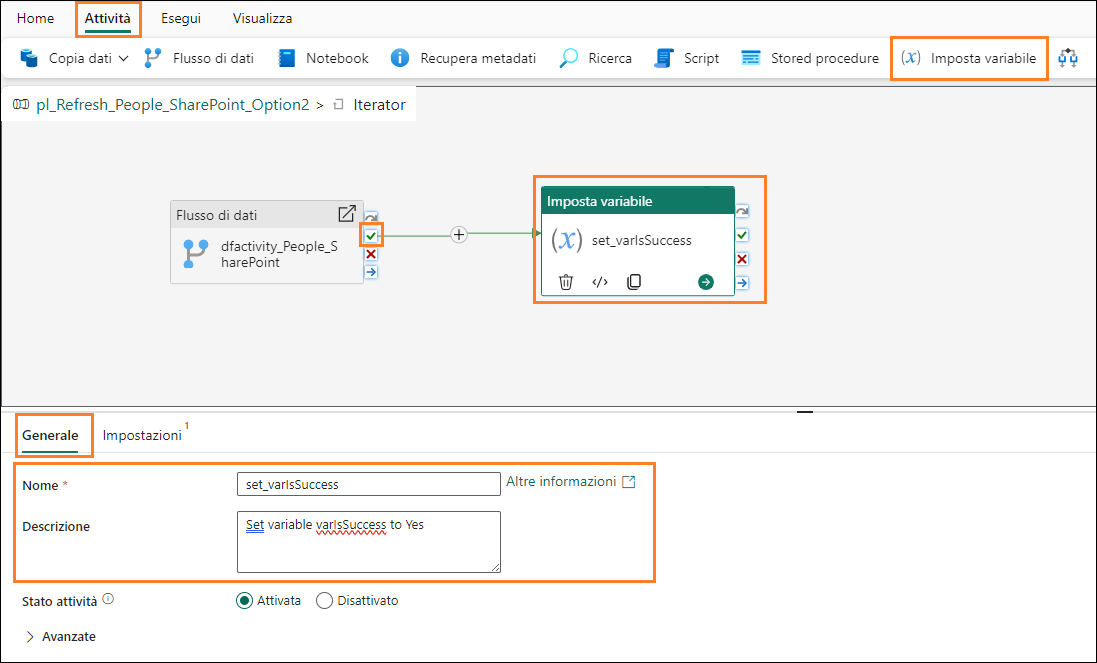 Home Attività Esegui Visualizza
Copia dati Flusso di dati Notebook Recupera metadati Ricerca Script Stored procedure (x) Imposta variabile
pl_Refresh_People_SharePoint_Option2 > Iterator
Flusso di dati
dfactivity_People_S
harePoint
Imposta variabile
(x) set_varIsSuccess
Generale Impostazioni 1
Nome * set_varIsSuccess Altre informazioni
Descrizione Set variable varIsSuccess to Yes
Stato attività Attivata Disattivato
Avanzate